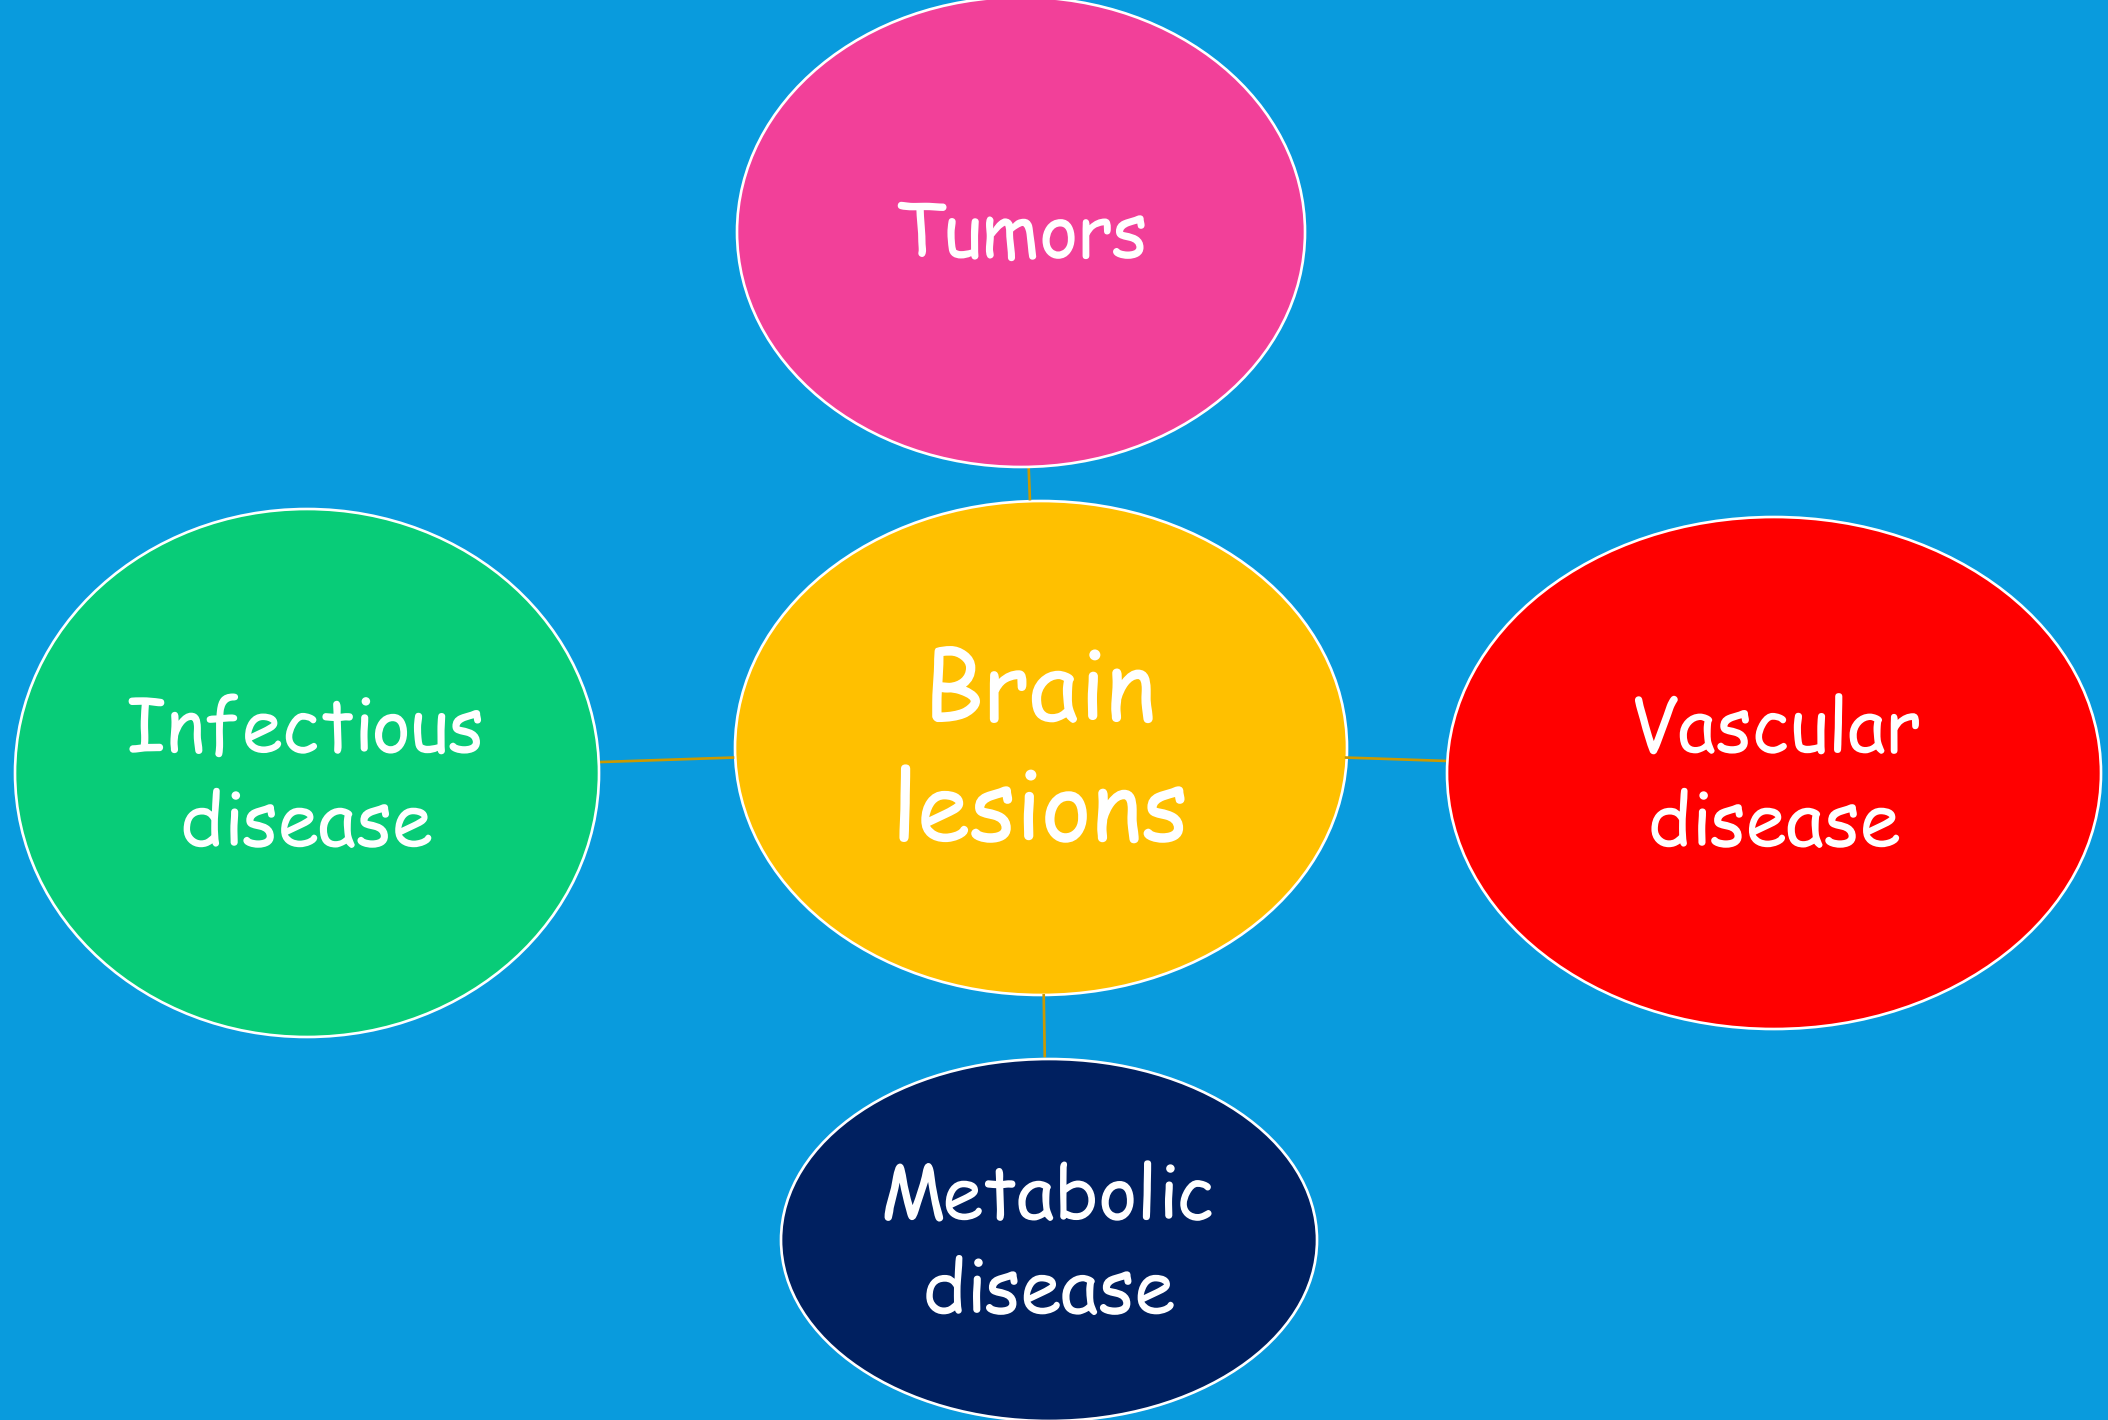 Tumors
Infectious
disease
Brain
lesions
Vascular
disease
Metabolic
disease